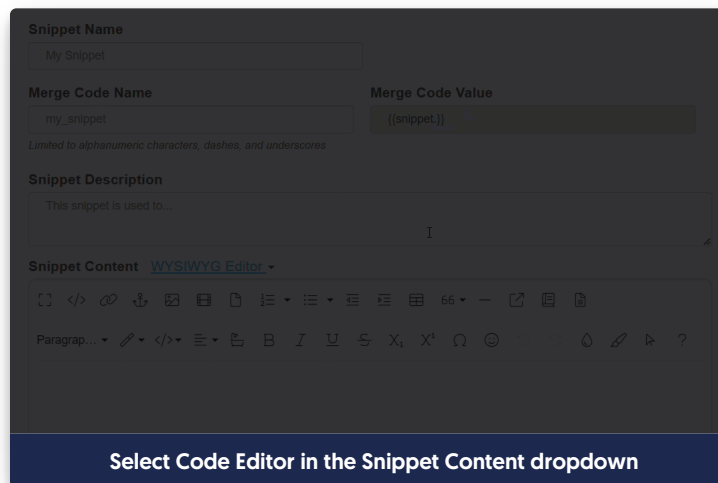 Snippet Name
My Snippet
Merge Code Name Merge Code Value
my_snippet {{snippet.}}
Limited to alphanumeric characters, dashes, and underscores
Snippet Description
This snippet is used to...
Snippet Content WYSIWYG Editor
66
Paragrap... B I U S X₁ X¹ Ω ?
Select Code Editor in the Snippet Content dropdown